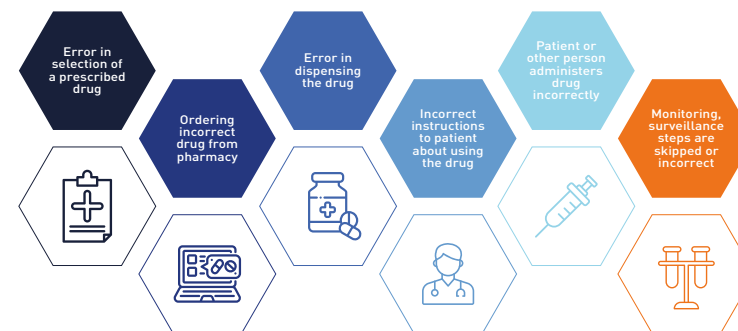 Error in
selection of
a prescribed
drug
Ordering
incorrect
drug from
pharmacy
Error in
dispensing
the drug
Incorrect
instructions
to patient
about using
the drug
Patient or
other person
administers
drug
incorrectly
Monitoring,
surveillance
steps are
skipped or
incorrect